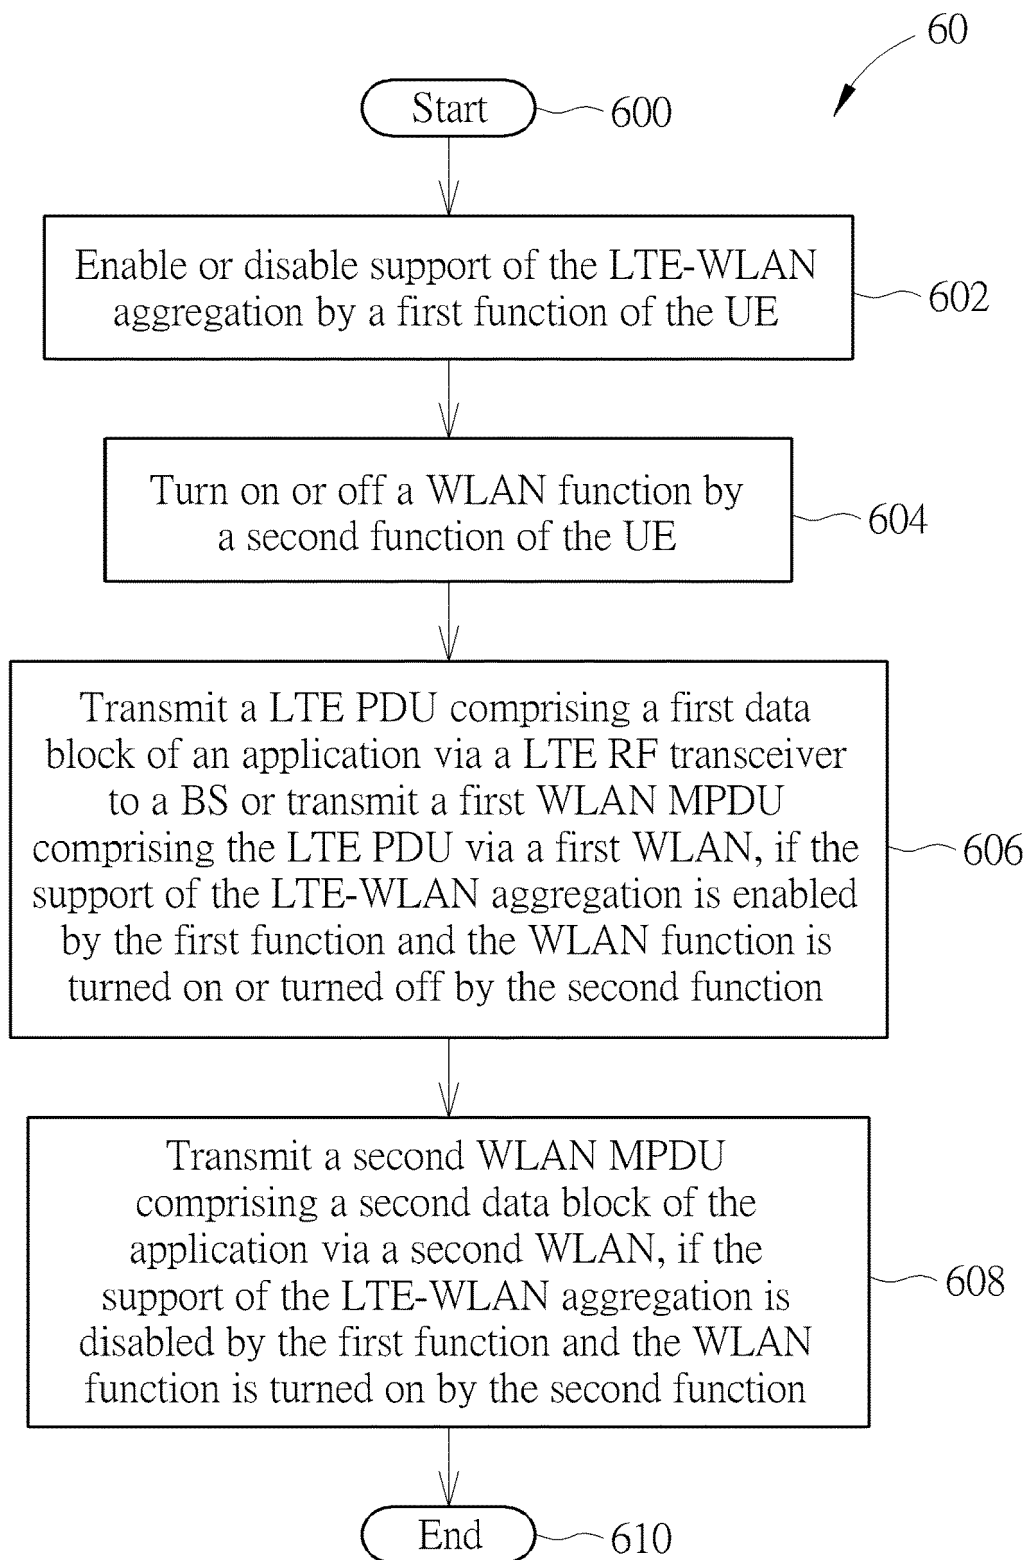 60
Start
600
Enable or disable support of the LTE-WLAN
aggregation by a first function of the UE
602
Turn on or off a WLAN function by
a second function of the UE
604
Transmit a LTE PDU comprising a first data
block of an application via a LTE RF transceiver
to a BS or transmit a first WLAN MPDU
comprising the LTE PDU via a first WLAN, if the
support of the LTE-WLAN aggregation is enabled
by the first function and the WLAN function is
turned on or turned off by the second function
606
Transmit a second WLAN MPDU
comprising a second data block of the
application via a second WLAN, if the
support of the LTE-WLAN aggregation is
disabled by the first function and the WLAN
function is turned on by the second function
608
End
610